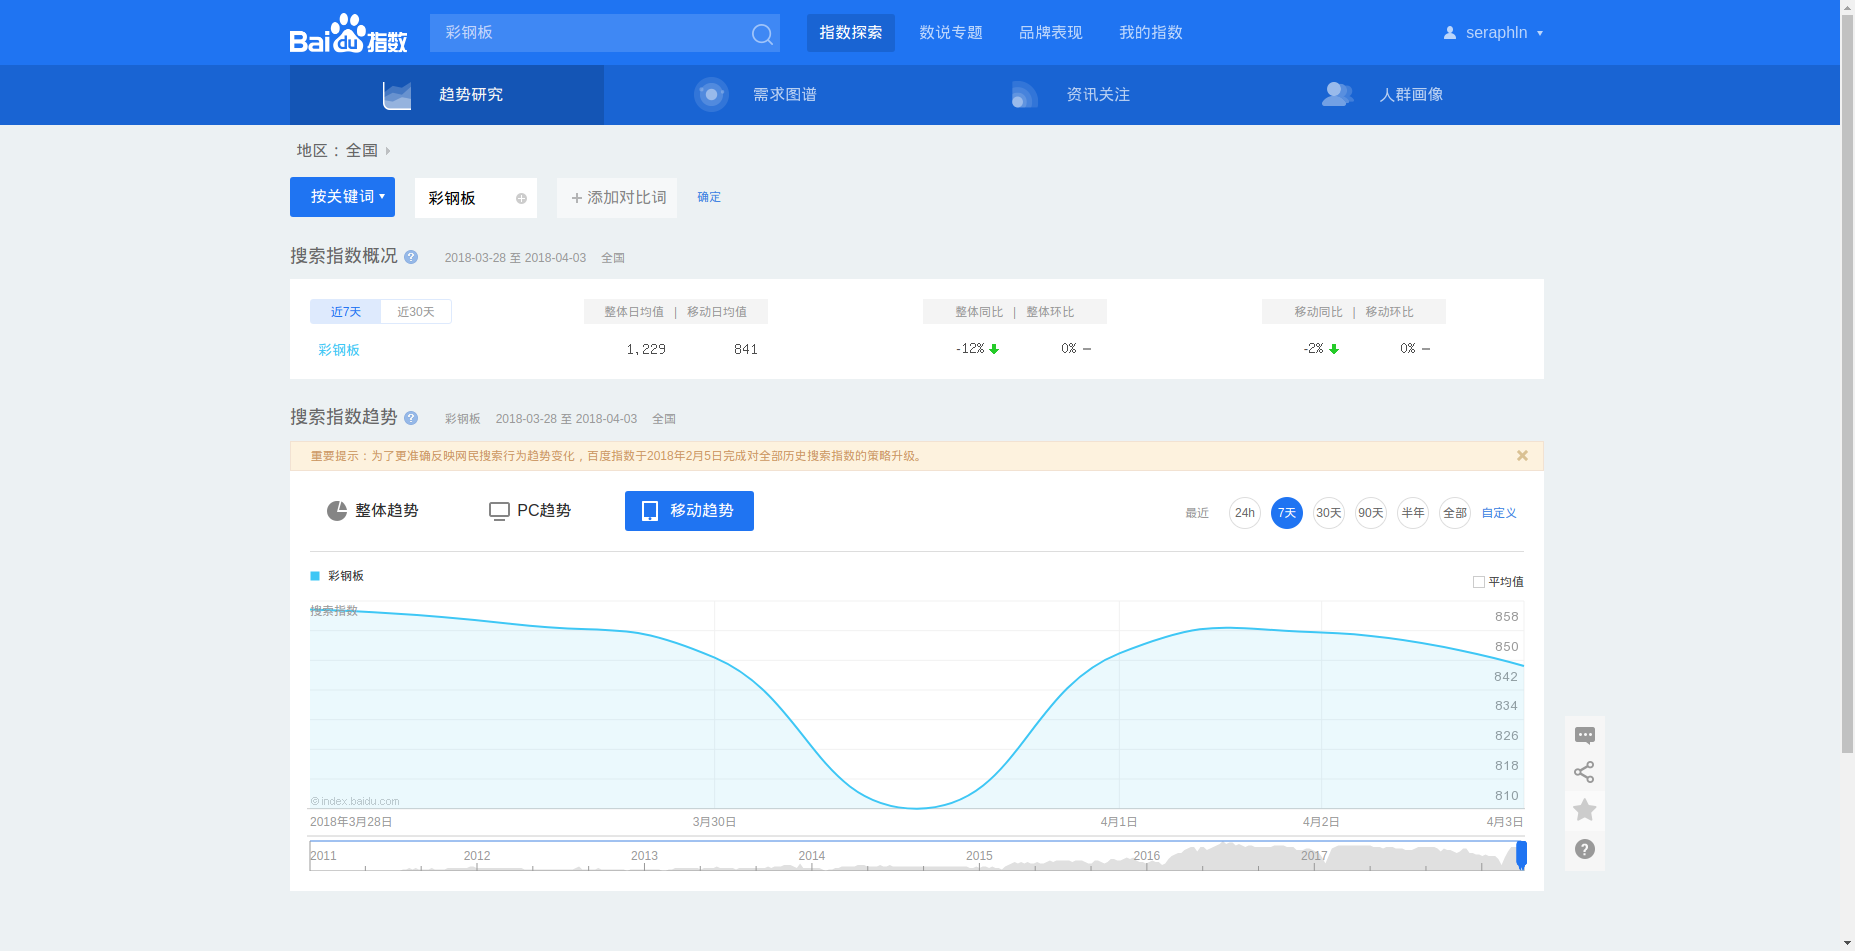 Bai du 指数 彩钢板 指数探索 数说专题 品牌表现 我的指数 seraphln
趋势研究 需求图谱 资讯关注 人群画像
地区 : 全国
按关键词 彩钢板 + 添加对比词 确定
搜索指数概况 ? 2018-03-28 至 2018-04-03 全国
近7天 近30天 整体日均值 | 移动日均值 整体同比 | 整体环比 移动同比 | 移动环比
彩钢板 1,229 841 -12% 0% - -2% 0% -
搜索指数趋势 ? 彩钢板 2018-03-28 至 2018-04-03 全国
重要提示:为了更准确反映网民搜索行为趋势变化,百度指数于2018年2月5日完成对全部历史搜索指数的策略升级。
整体趋势 PC趋势 移动趋势 最近 24h 7天 30天 90天 半年 全部 自定义
彩钢板
平均值
搜索指数
858
850
842
834
826
818
810
©index.baidu.com
2018年3月28日 3月30日 4月1日 4月2日 4月3日
2011 2012 2013 2014 2015 2016 2017
?